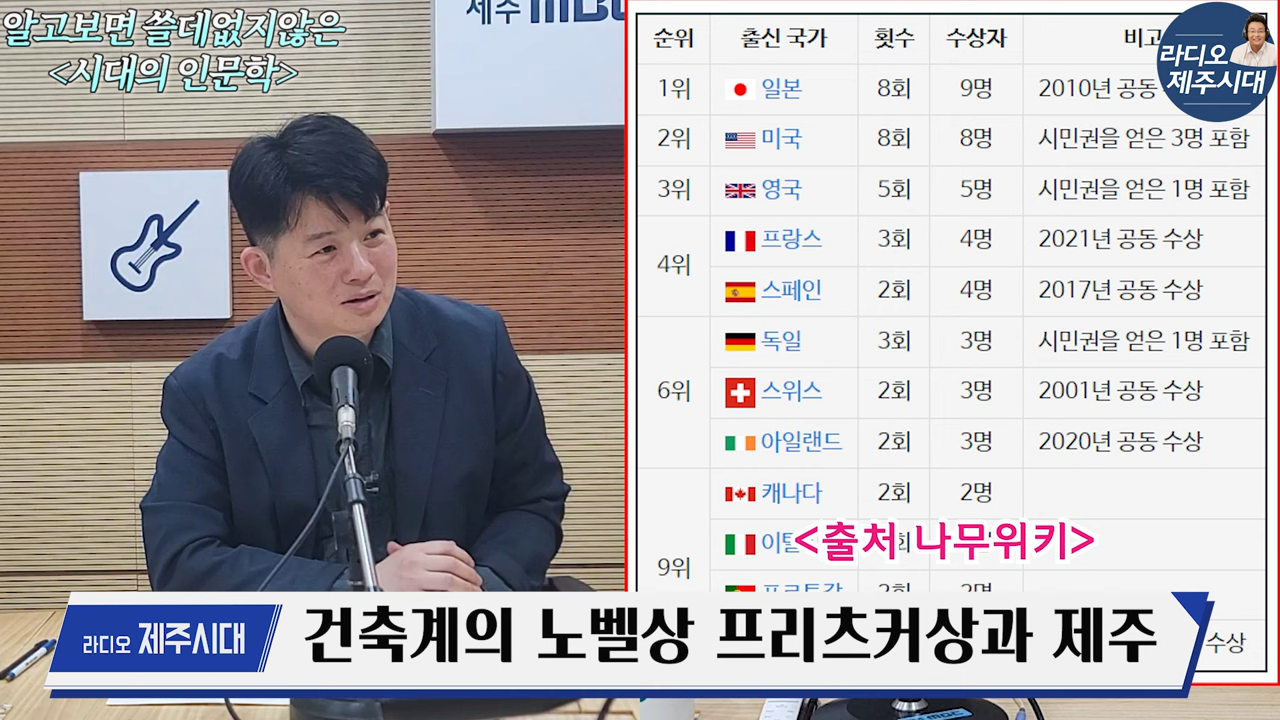 알고보면 쓸데없지않은
<시대의 인문학>
제주 MBC
라디오
제주시대
순위 출신 국가 횟수 수상자 비고
1위 일본 8회 9명 2010년 공동
2위 미국 8회 8명 시민권을 얻은 3명 포함
3위 영국 5회 5명 시민권을 얻은 1명 포함
4위
프랑스 3회 4명 2021년 공동 수상
스페인 2회 4명 2017년 공동 수상
6위
독일 3회 3명 시민권을 얻은 1명 포함
스위스 2회 3명 2001년 공동 수상
아일랜드 2회 3명 2020년 공동 수상
9위
캐나다 2회 2명
<출처 나무위키>
수상
라디오 제주시대
건축계의 노벨상 프리츠커상과 제주
MBC